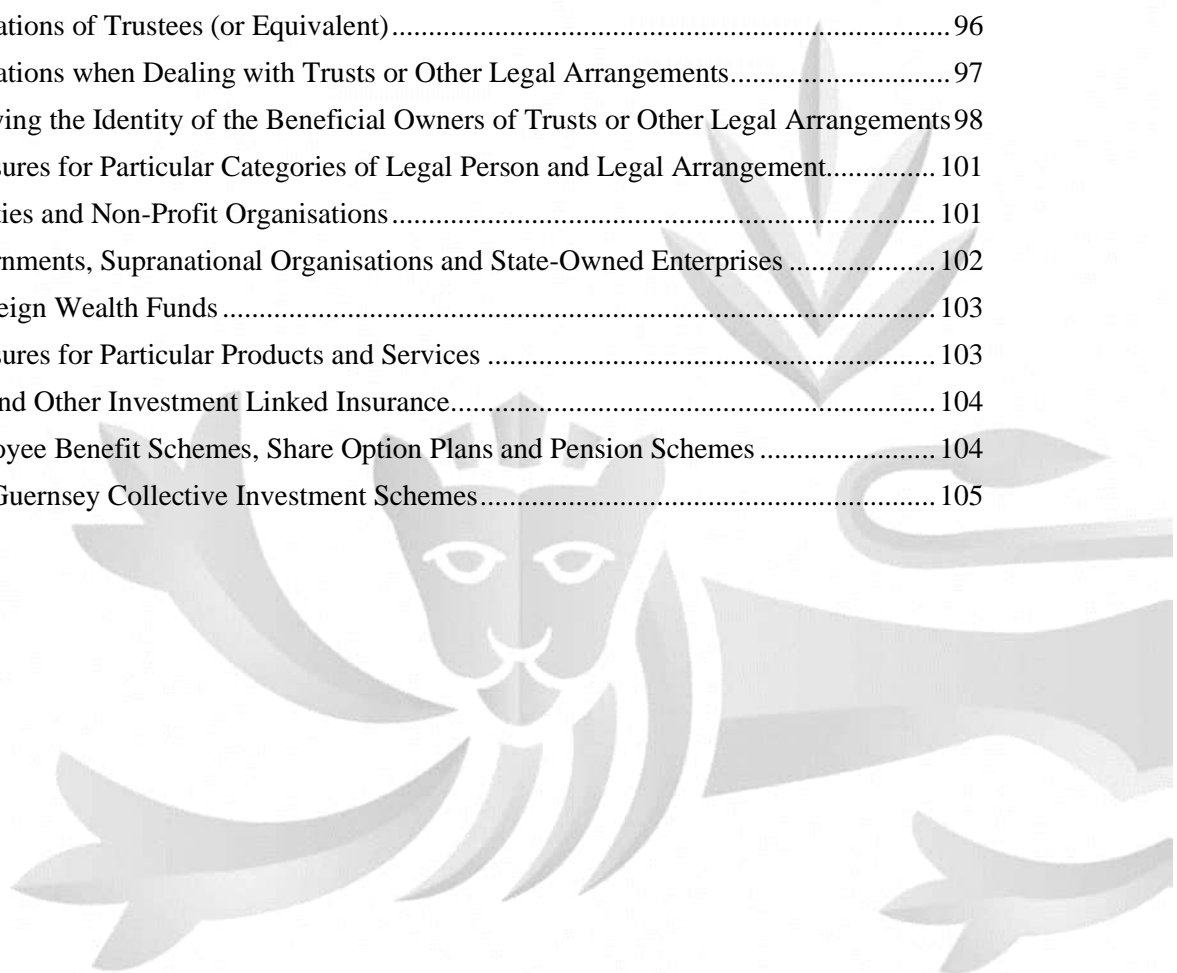 ations of Trustees (or Equivalent) ........................................................................... 96
ations when Dealing with Trusts or Other Legal Arrangements............................. 97
ying the Identity of the Beneficial Owners of Trusts or Other Legal Arrangements98
sures for Particular Categories of Legal Person and Legal Arrangement.............. 101
ties and Non-Profit Organisations ......................................................................... 101
rnments, Supranational Organisations and State-Owned Enterprises ................... 102
eign Wealth Funds ................................................................................................ 103
sures for Particular Products and Services ............................................................ 103
nd Other Investment Linked Insurance................................................................. 104
oyee Benefit Schemes, Share Option Plans and Pension Schemes ....................... 104
Guernsey Collective Investment Schemes............................................................. 105